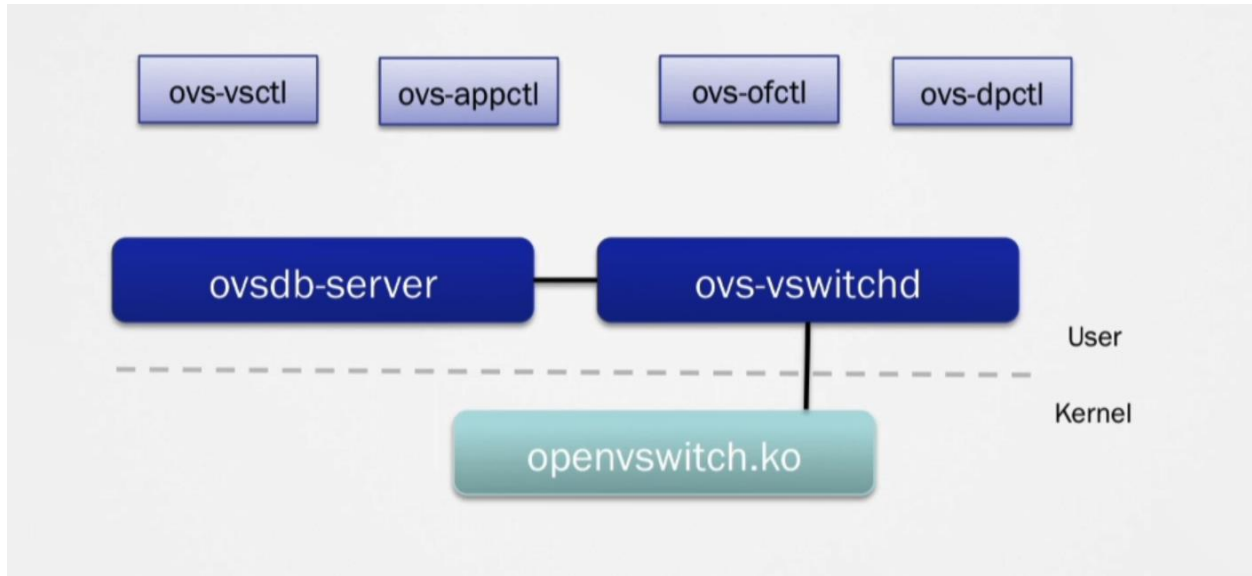 ovs-vsctl
ovs-appctl
ovs-ofctl
ovs-dpctl
ovsdb-server
ovs-vswitchd
User
Kernel
openvswitch.ko